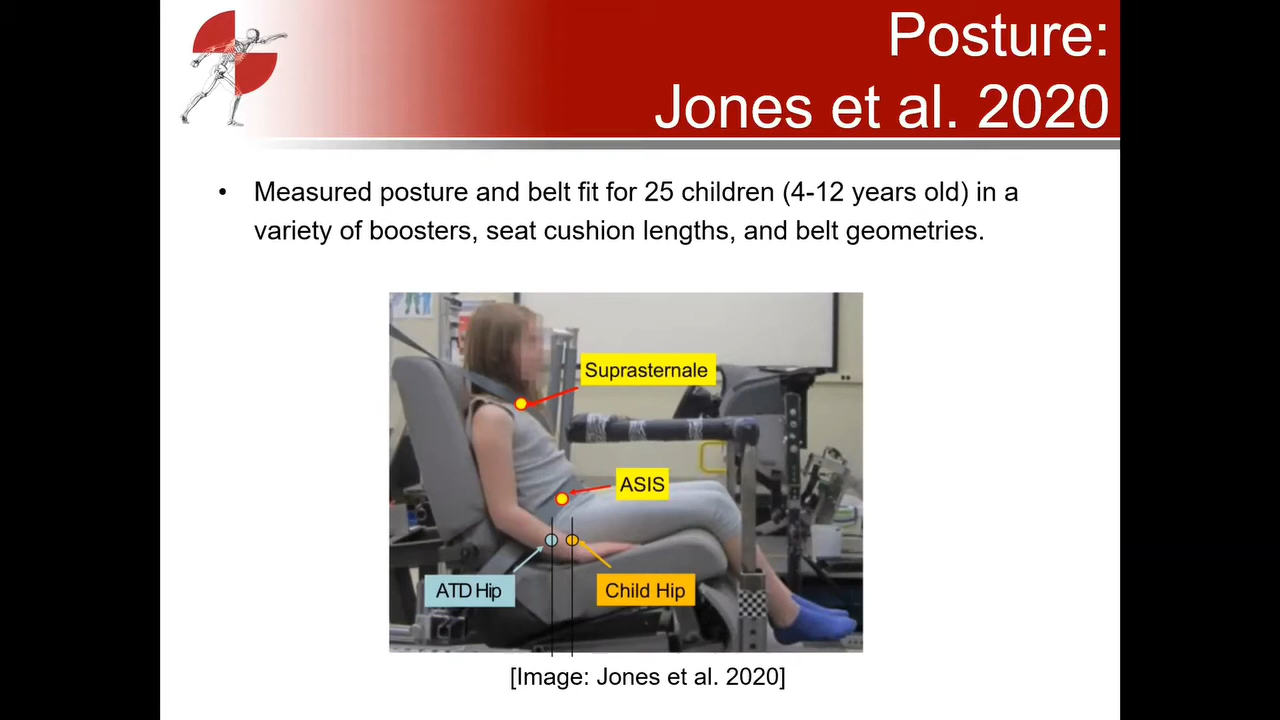 Posture:
Jones et al. 2020
• Measured posture and belt fit for 25 children (4-12 years old) in a
variety of boosters, seat cushion lengths, and belt geometries.
Suprasternale
ASIS
ATD Hip
Child Hip
[Image: Jones et al. 2020]